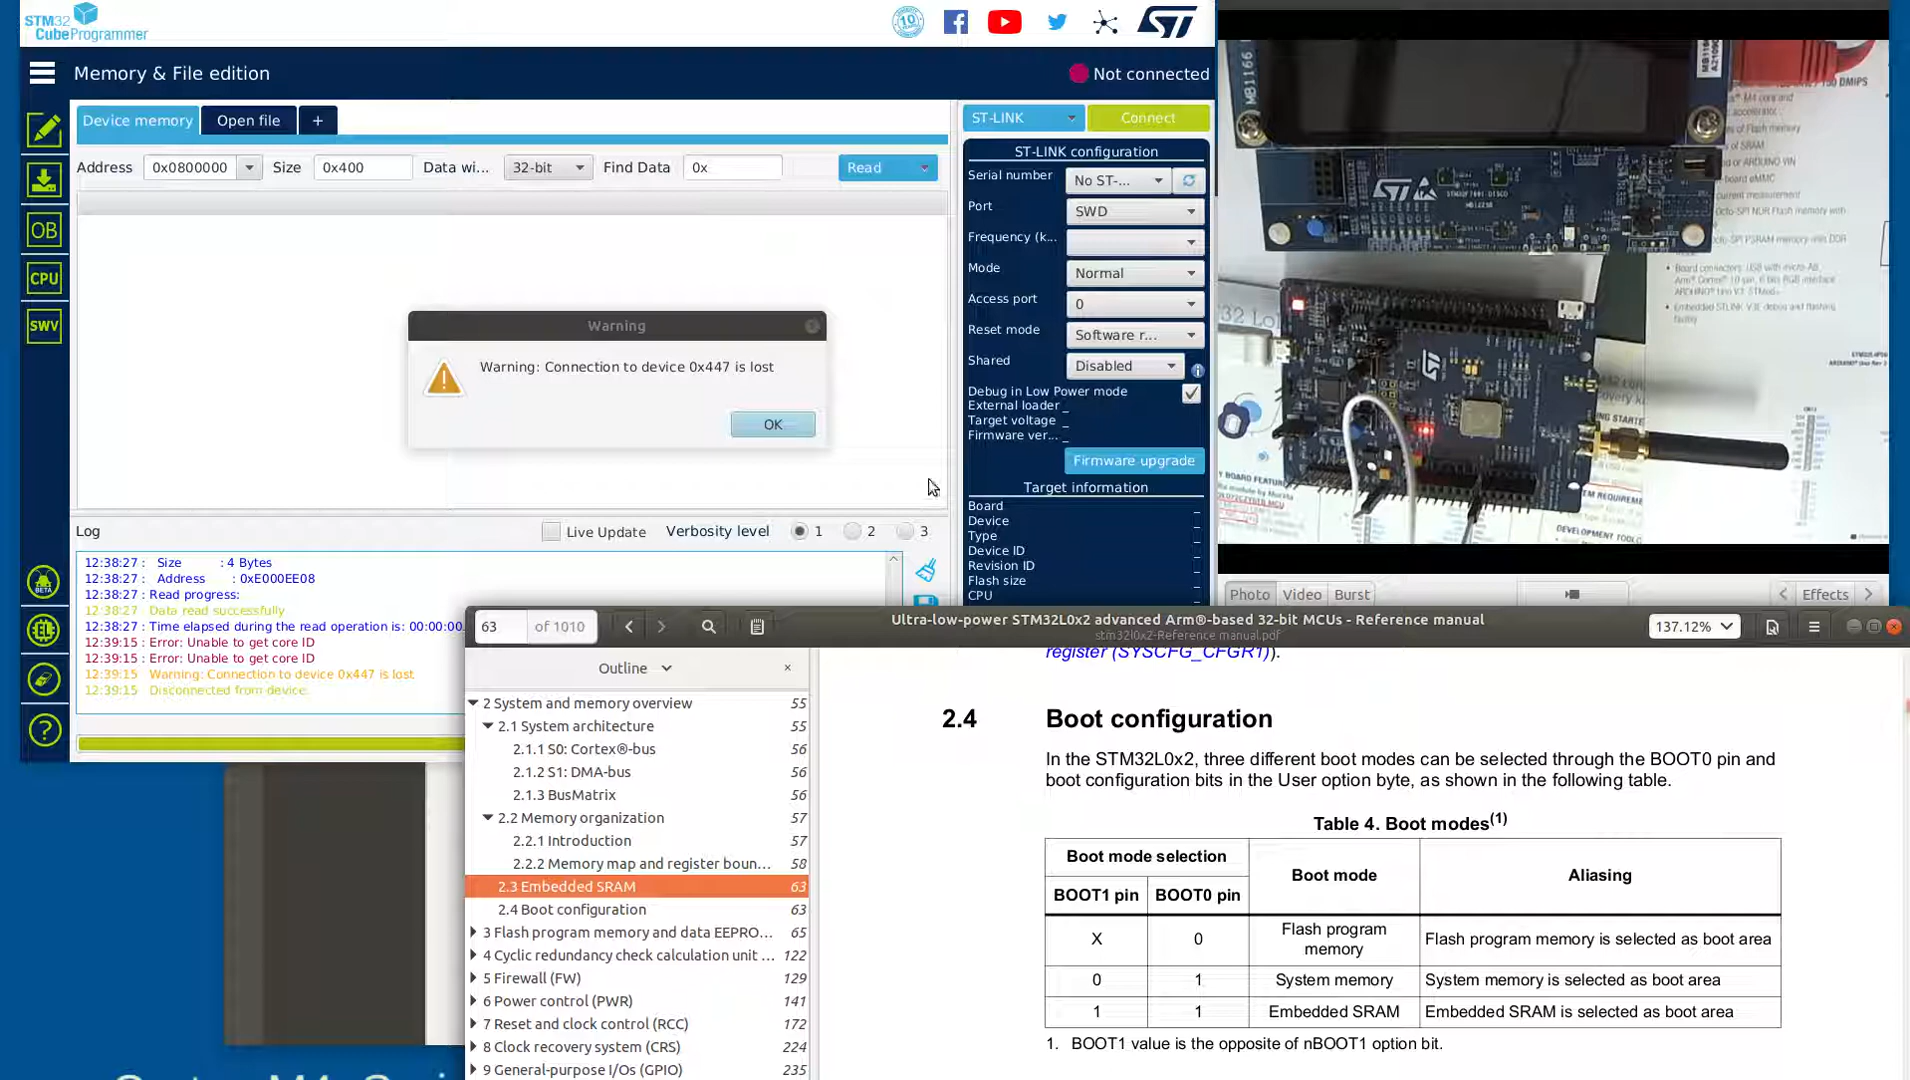 STM32
CubeProgrammer
Memory & File edition
Not connected
Device memory
Open file
+
Address
0x0800000
Size
0x400
Data wi...
32-bit
Find Data
0x
Read
OB
CPU
SWV
Warning
Warning: Connection to device 0x447 is lost
OK
ST-LINK
Connect
ST-LINK configuration
Serial number
No ST-...
Port
SWD
Frequency (k...
Mode
Normal
Access port
0
Reset mode
Software r...
Shared
Disabled
Debug in Low Power mode
External loader _
Target voltage _
Firmware ver... _
Firmware upgrade
Target information
Board _
Device _
Type _
Device ID _
Revision ID _
Flash size _
CPU _
Log
Live Update
Verbosity level
1
2
3
12:38:27 : Size : 4 Bytes
12:38:27 : Address : 0xE000EE08
12:38:27 : Read progress:
12:38:27 : Data read successfully
12:38:27 : Time elapsed during the read operation is: 00:00:00.
12:39:15 : Error: Unable to get core ID
12:39:15 : Error: Unable to get core ID
12:39:15 : Warning: Connection to device 0x447 is lost
12:39:15 : Disconnected from device.
BETA
?
MB1166
Photo
Video
Burst
Effects
63
of 1010
Ultra-low-power STM32L0x2 advanced Arm®-based 32-bit MCUs - Reference manual
stm32l0x2-Reference manual.pdf
137.12%
Outline
2 System and memory overview 55
2.1 System architecture 55
2.1.1 S0: Cortex®-bus 56
2.1.2 S1: DMA-bus 56
2.1.3 BusMatrix 56
2.2 Memory organization 57
2.2.1 Introduction 57
2.2.2 Memory map and register boun... 58
2.3 Embedded SRAM 63
2.4 Boot configuration 63
3 Flash program memory and data EEPRO... 65
4 Cyclic redundancy check calculation unit ... 122
5 Firewall (FW) 129
6 Power control (PWR) 141
7 Reset and clock control (RCC) 172
8 Clock recovery system (CRS) 224
9 General-purpose I/Os (GPIO) 235
register (SYSCFG_CFGR1)).
2.4 Boot configuration
In the STM32L0x2, three different boot modes can be selected through the BOOT0 pin and
boot configuration bits in the User option byte, as shown in the following table.
Table 4. Boot modes(1)
Boot mode selection
Boot mode
Aliasing
BOOT1 pin
BOOT0 pin
X
0
Flash program
memory
Flash program memory is selected as boot area
0
1
System memory
System memory is selected as boot area
1
1
Embedded SRAM
Embedded SRAM is selected as boot area
1. BOOT1 value is the opposite of nBOOT1 option bit.